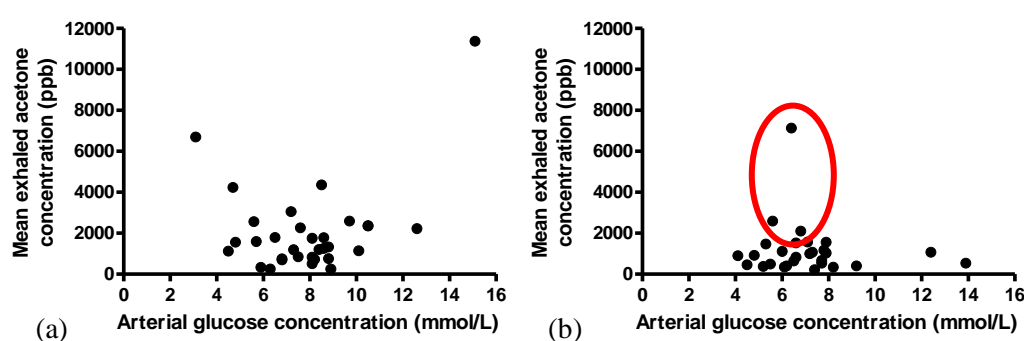 12000
10000
8000
6000
4000
2000
0
Mean exhaled acetone
concentration (ppb)
0 2 4 6 8 10 12 14 16
Arterial glucose concentration (mmol/L)
(a)
12000
10000
8000
6000
4000
2000
0
Mean exhaled acetone
concentration (ppb)
0 2 4 6 8 10 12 14 16
Arterial glucose concentration (mmol/L)
(b)